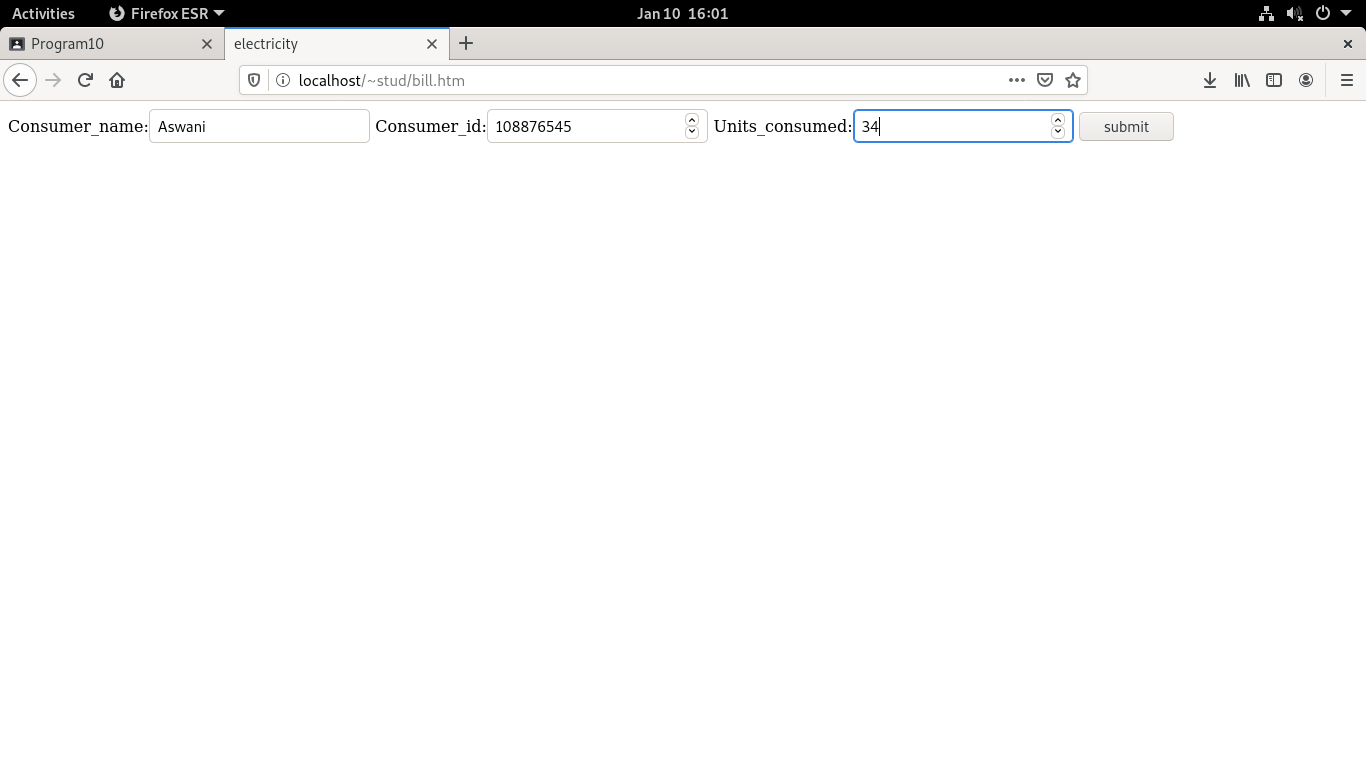 Activities Firefox ESR Jan 10 16:01
Program10 electricity
localhost/~stud/bill.htm
Consumer_name: Aswani Consumer_id: 108876545 Units_consumed: 34 submit